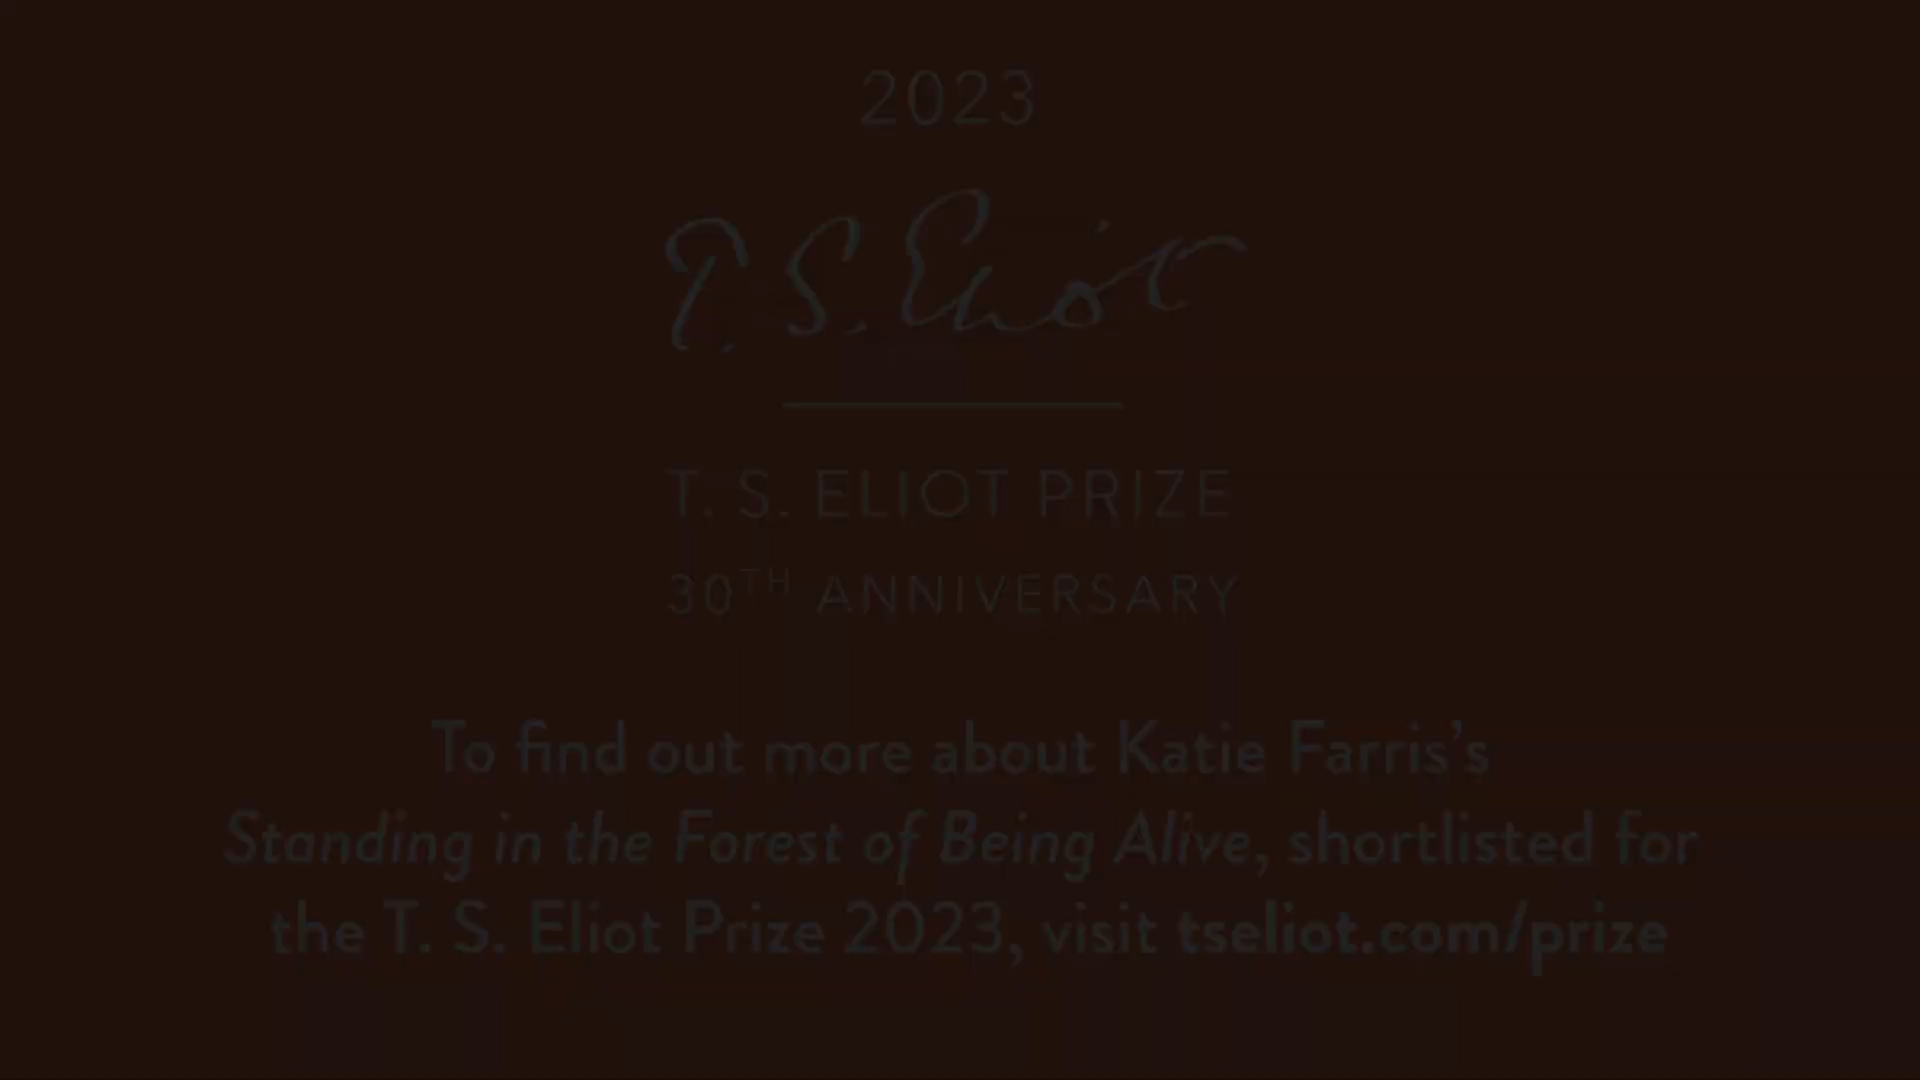 2023
T. S. Eliot
T. S. ELIOT PRIZE
30TH ANNIVERSARY
To find out more about Katie Farris’s
Standing in the Forest of Being Alive, shortlisted for
the T. S. Eliot Prize 2023, visit tseliot.com/prize